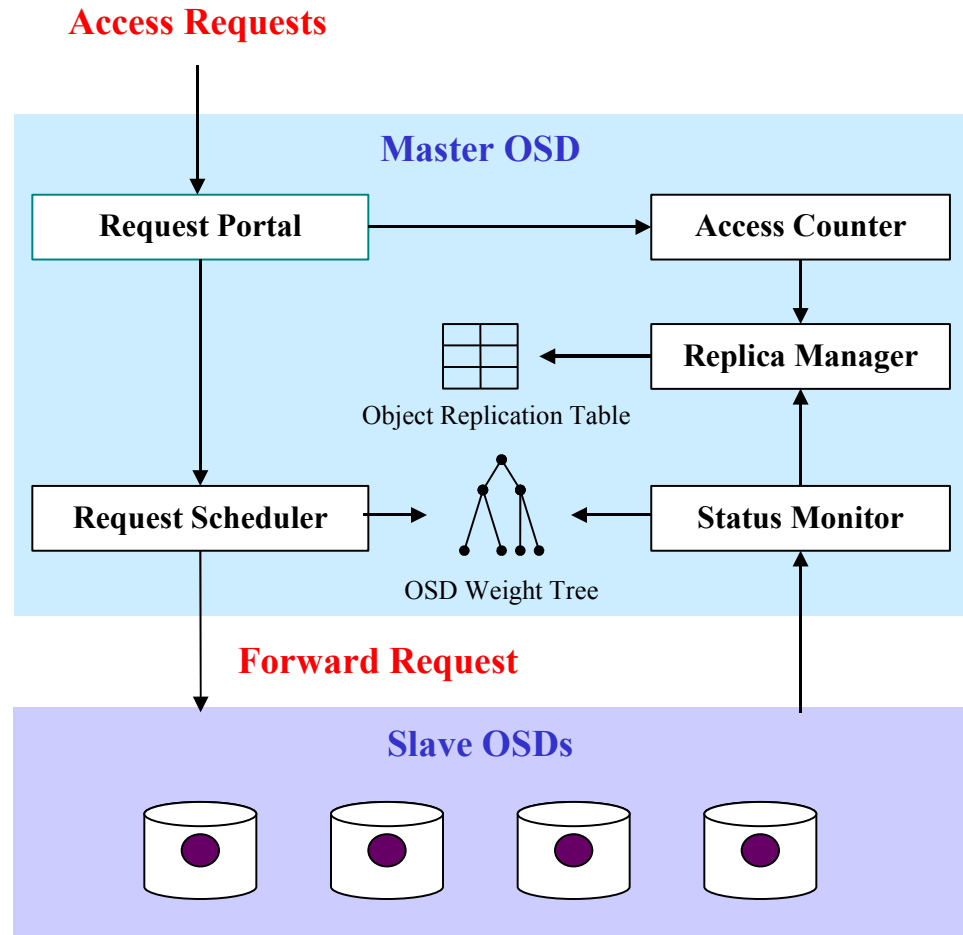 Access Requests
Master OSD
Request Portal
Access Counter
Replica Manager
Object Replication Table
Request Scheduler
Status Monitor
OSD Weight Tree
Forward Request
Slave OSDs